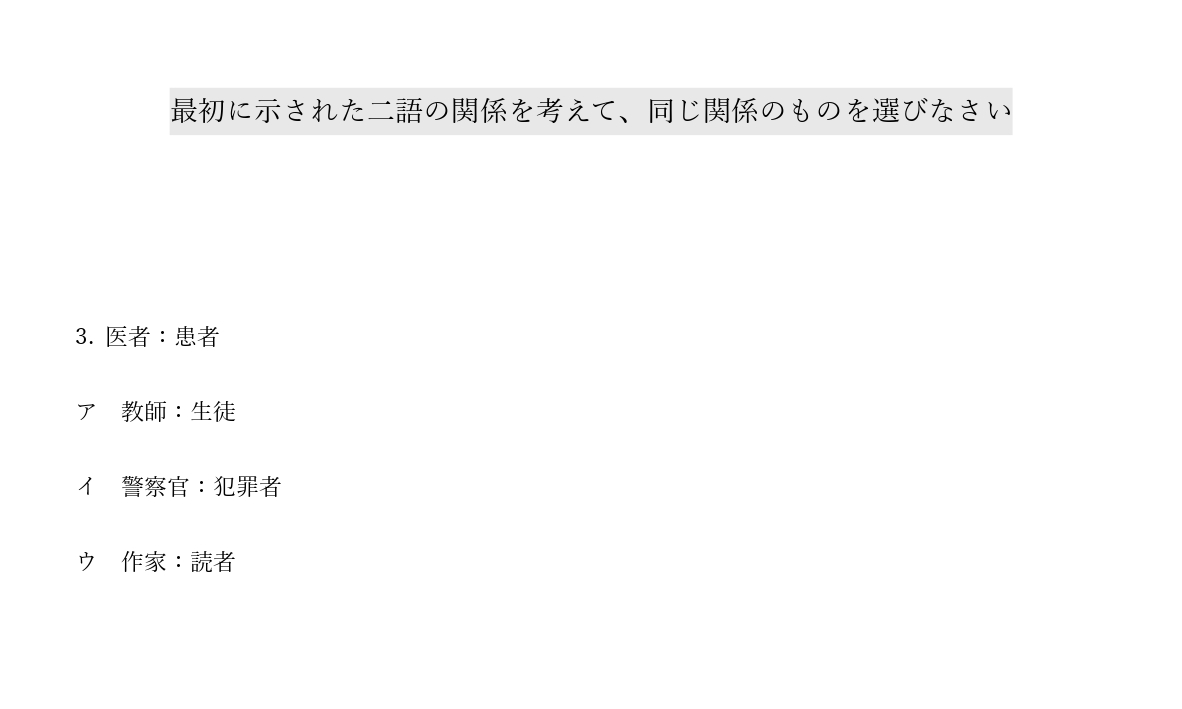 最初に示された二語の関係を考えて、同じ関係のものを選びなさい
3. 医者：患者
ア　教師：生徒
イ　警察官：犯罪者
ウ　作家：読者